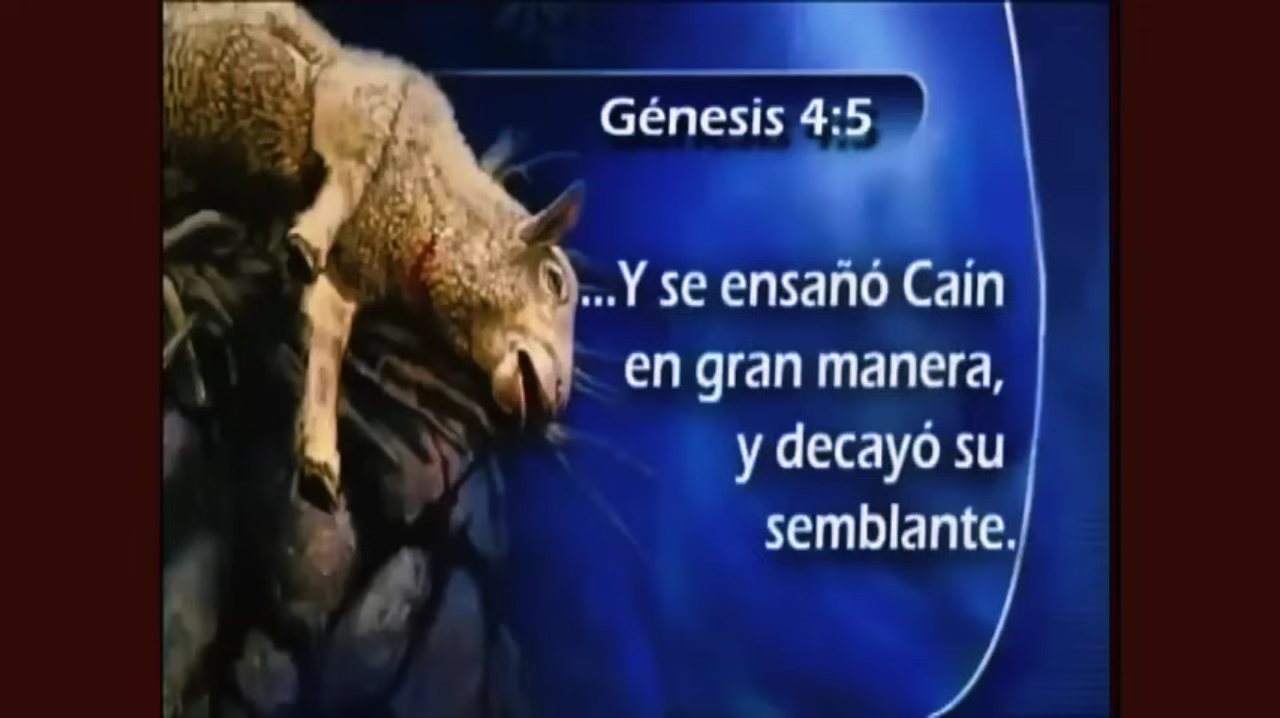 Génesis 4:5
...Y se ensañó Caín
en gran manera,
y decayó su
semblante.